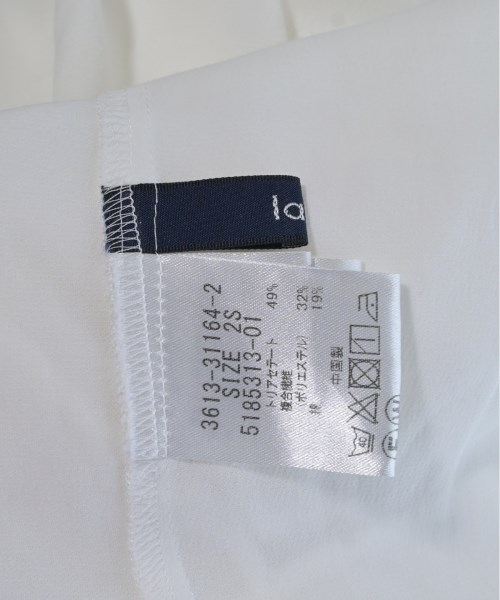 3613-31164-2
SIZE 2S
5185313-01
トリアセテート 49%
複合繊維
(ポリエステル) 32%
綿 19%
中国製
40